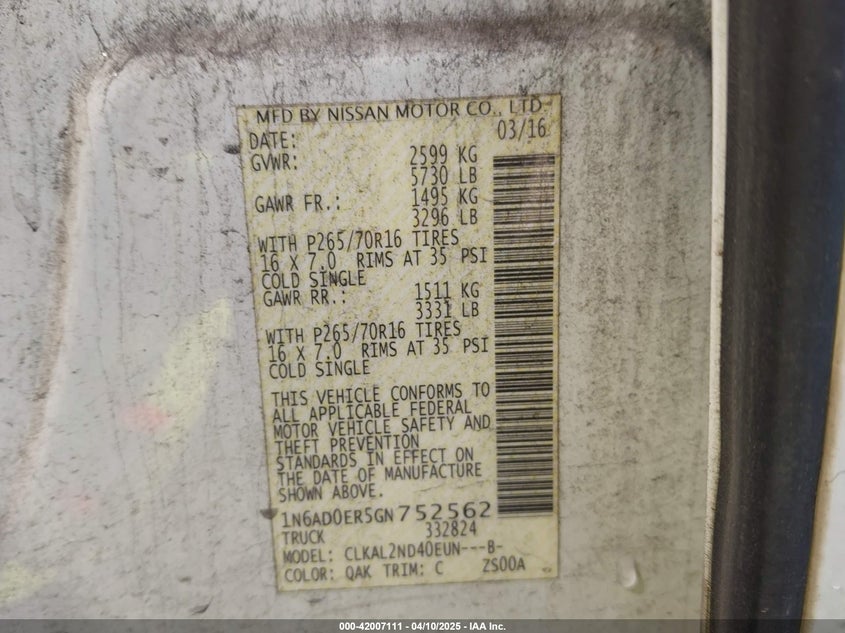 MFD BY NISSAN MOTOR CO., LTD.
DATE: 03/16
GVWR: 2599 KG
5730 LB
GAWR FR.: 1495 KG
3296 LB
WITH P265/70R16 TIRES
16 X 7.0 RIMS AT 35 PSI
COLD SINGLE
GAWR RR.: 1511 KG
3331 LB
WITH P265/70R16 TIRES
16 X 7.0 RIMS AT 35 PSI
COLD SINGLE
THIS VEHICLE CONFORMS TO
ALL APPLICABLE FEDERAL
MOTOR VEHICLE SAFETY AND
THEFT PREVENTION
STANDARDS IN EFFECT ON
THE DATE OF MANUFACTURE
SHOWN ABOVE.
1N6AD0ER5GN752562
TRUCK 332824
MODEL: CLKAL2ND40EUN---B-
COLOR: QAK TRIM: C ZS00A
000-42007111 — 04/10/2025 — IAA Inc.